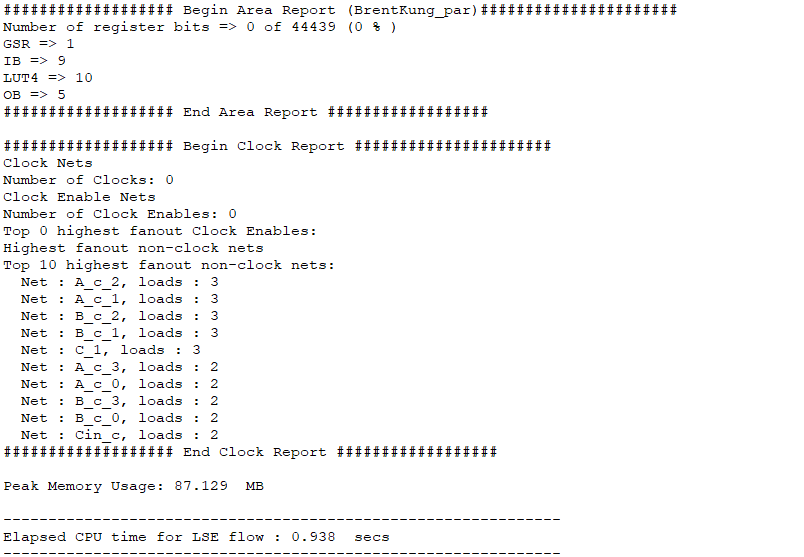 ################### Begin Area Report (BrentKung_par)######################
Number of register bits => 0 of 44439 (0 % )
GSR => 1
IB => 9
LUT4 => 10
OB => 5
################### End Area Report ##################
################### Begin Clock Report ######################
Clock Nets
Number of Clocks: 0
Clock Enable Nets
Number of Clock Enables: 0
Top 0 highest fanout Clock Enables:
Highest fanout non-clock nets
Top 10 highest fanout non-clock nets:
  Net : A_c_2, loads : 3
  Net : A_c_1, loads : 3
  Net : B_c_2, loads : 3
  Net : B_c_1, loads : 3
  Net : C_1, loads : 3
  Net : A_c_3, loads : 2
  Net : A_c_0, loads : 2
  Net : B_c_3, loads : 2
  Net : B_c_0, loads : 2
  Net : Cin_c, loads : 2
################### End Clock Report ##################
Peak Memory Usage: 87.129  MB
--------------------------------------------------------------
Elapsed CPU time for LSE flow : 0.938  secs
--------------------------------------------------------------